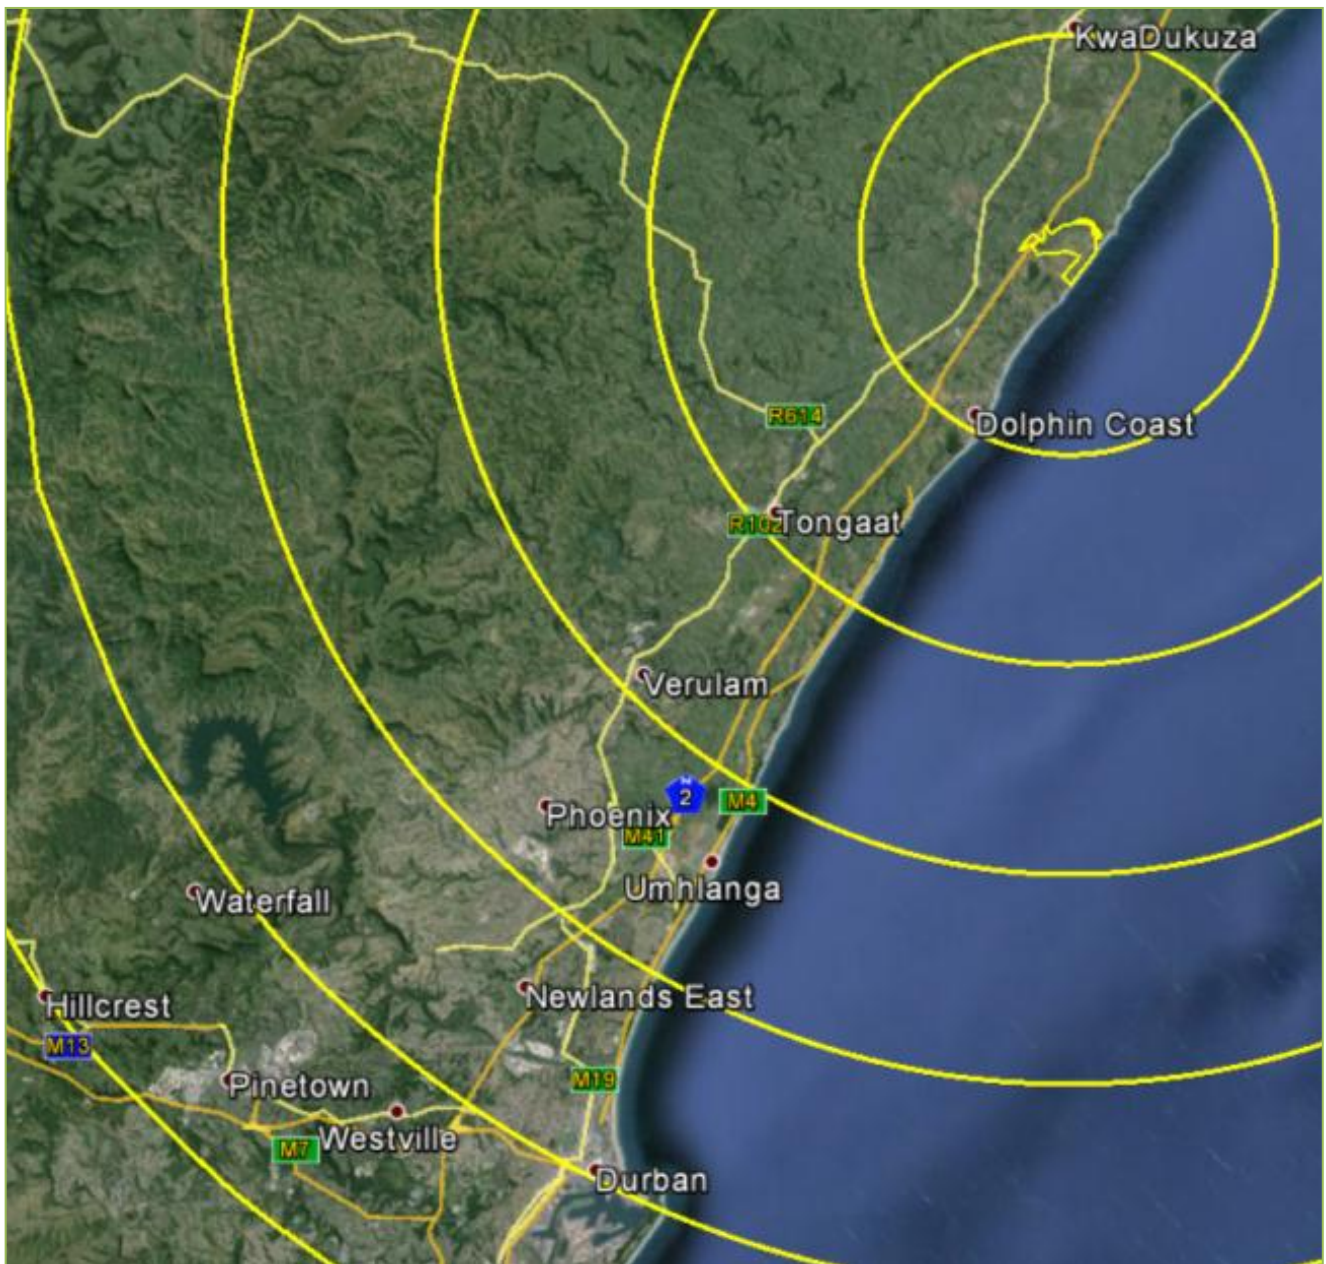 KwaDukuza
R614
Dolphin Coast
R102
Tongaat
Verulam
N
2
M4
Phoenix
M41
Umhlanga
Waterfall
Newlands East
Hillcrest
M13
M19
Pinetown
Westville
M7
Durban